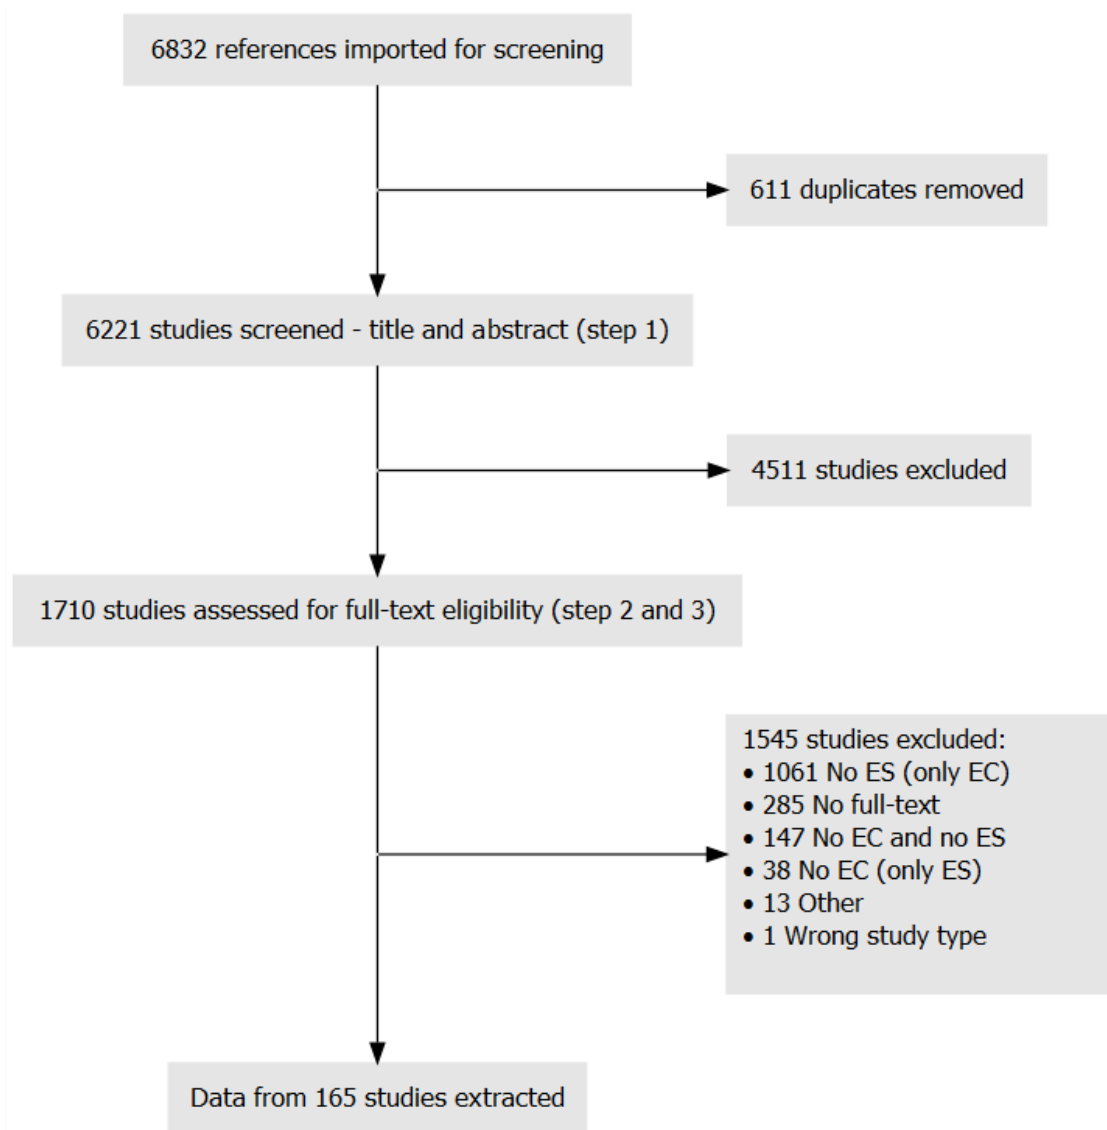 6832 references imported for screening
611 duplicates removed
6221 studies screened - title and abstract (step 1)
4511 studies excluded
1710 studies assessed for full-text eligibility (step 2 and 3)
1545 studies excluded:
• 1061 No ES (only EC)
• 285 No full-text
• 147 No EC and no ES
• 38 No EC (only ES)
• 13 Other
• 1 Wrong study type
Data from 165 studies extracted